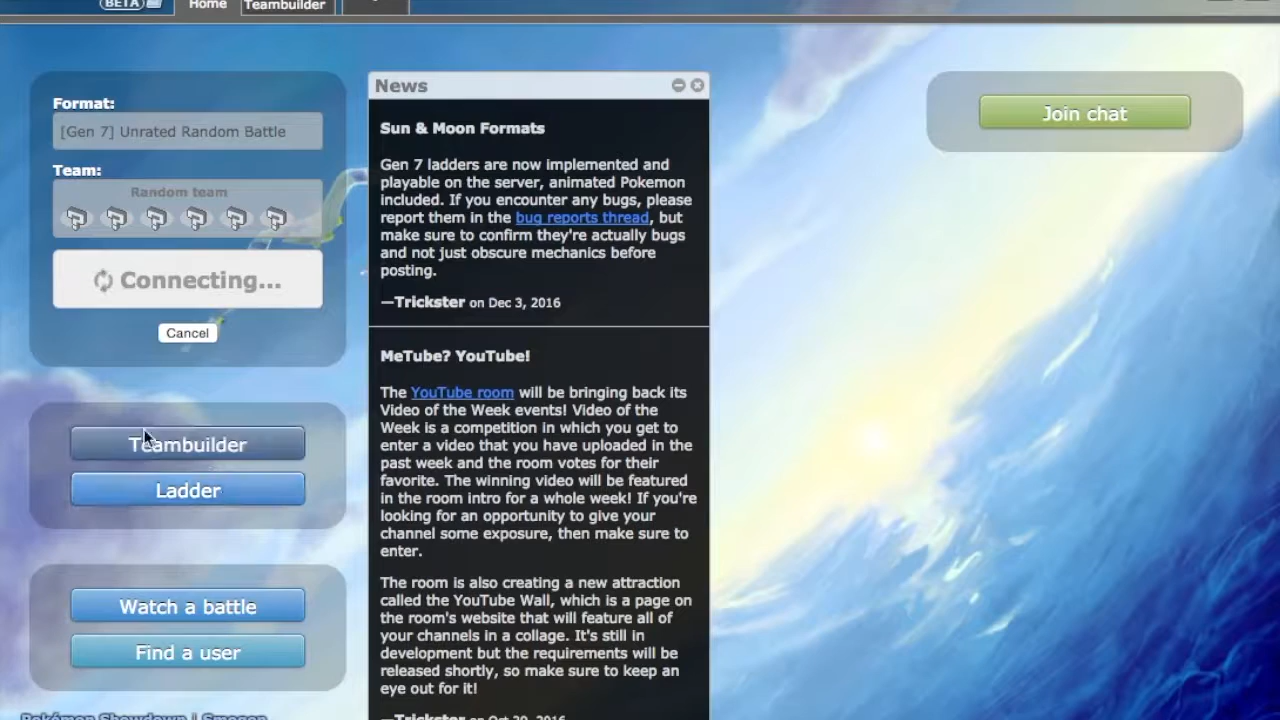 BETA
Home
Teambuilder
Format:
[Gen 7] Unrated Random Battle
Team:
Random team
Connecting...
Cancel
Teambuilder
Ladder
Watch a battle
Find a user
Pokémon Showdown | Smogon
News
Sun & Moon Formats
Gen 7 ladders are now implemented and
playable on the server, animated Pokemon
included. If you encounter any bugs, please
report them in the bug reports thread, but
make sure to confirm they're actually bugs
and not just obscure mechanics before
posting.
—Trickster on Dec 3, 2016
MeTube? YouTube!
The YouTube room will be bringing back its
Video of the Week events! Video of the
Week is a competition in which you get to
enter a video that you have uploaded in the
past week and the room votes for their
favorite. The winning video will be featured
in the room intro for a whole week! If you're
looking for an opportunity to give your
channel some exposure, then make sure to
enter.
The room is also creating a new attraction
called the YouTube Wall, which is a page on
the room's website that will feature all of
your channels in a collage. It's still in
development but the requirements will be
released shortly, so make sure to keep an
eye out for it!
—Trickster on Oct 20, 2016
Join chat